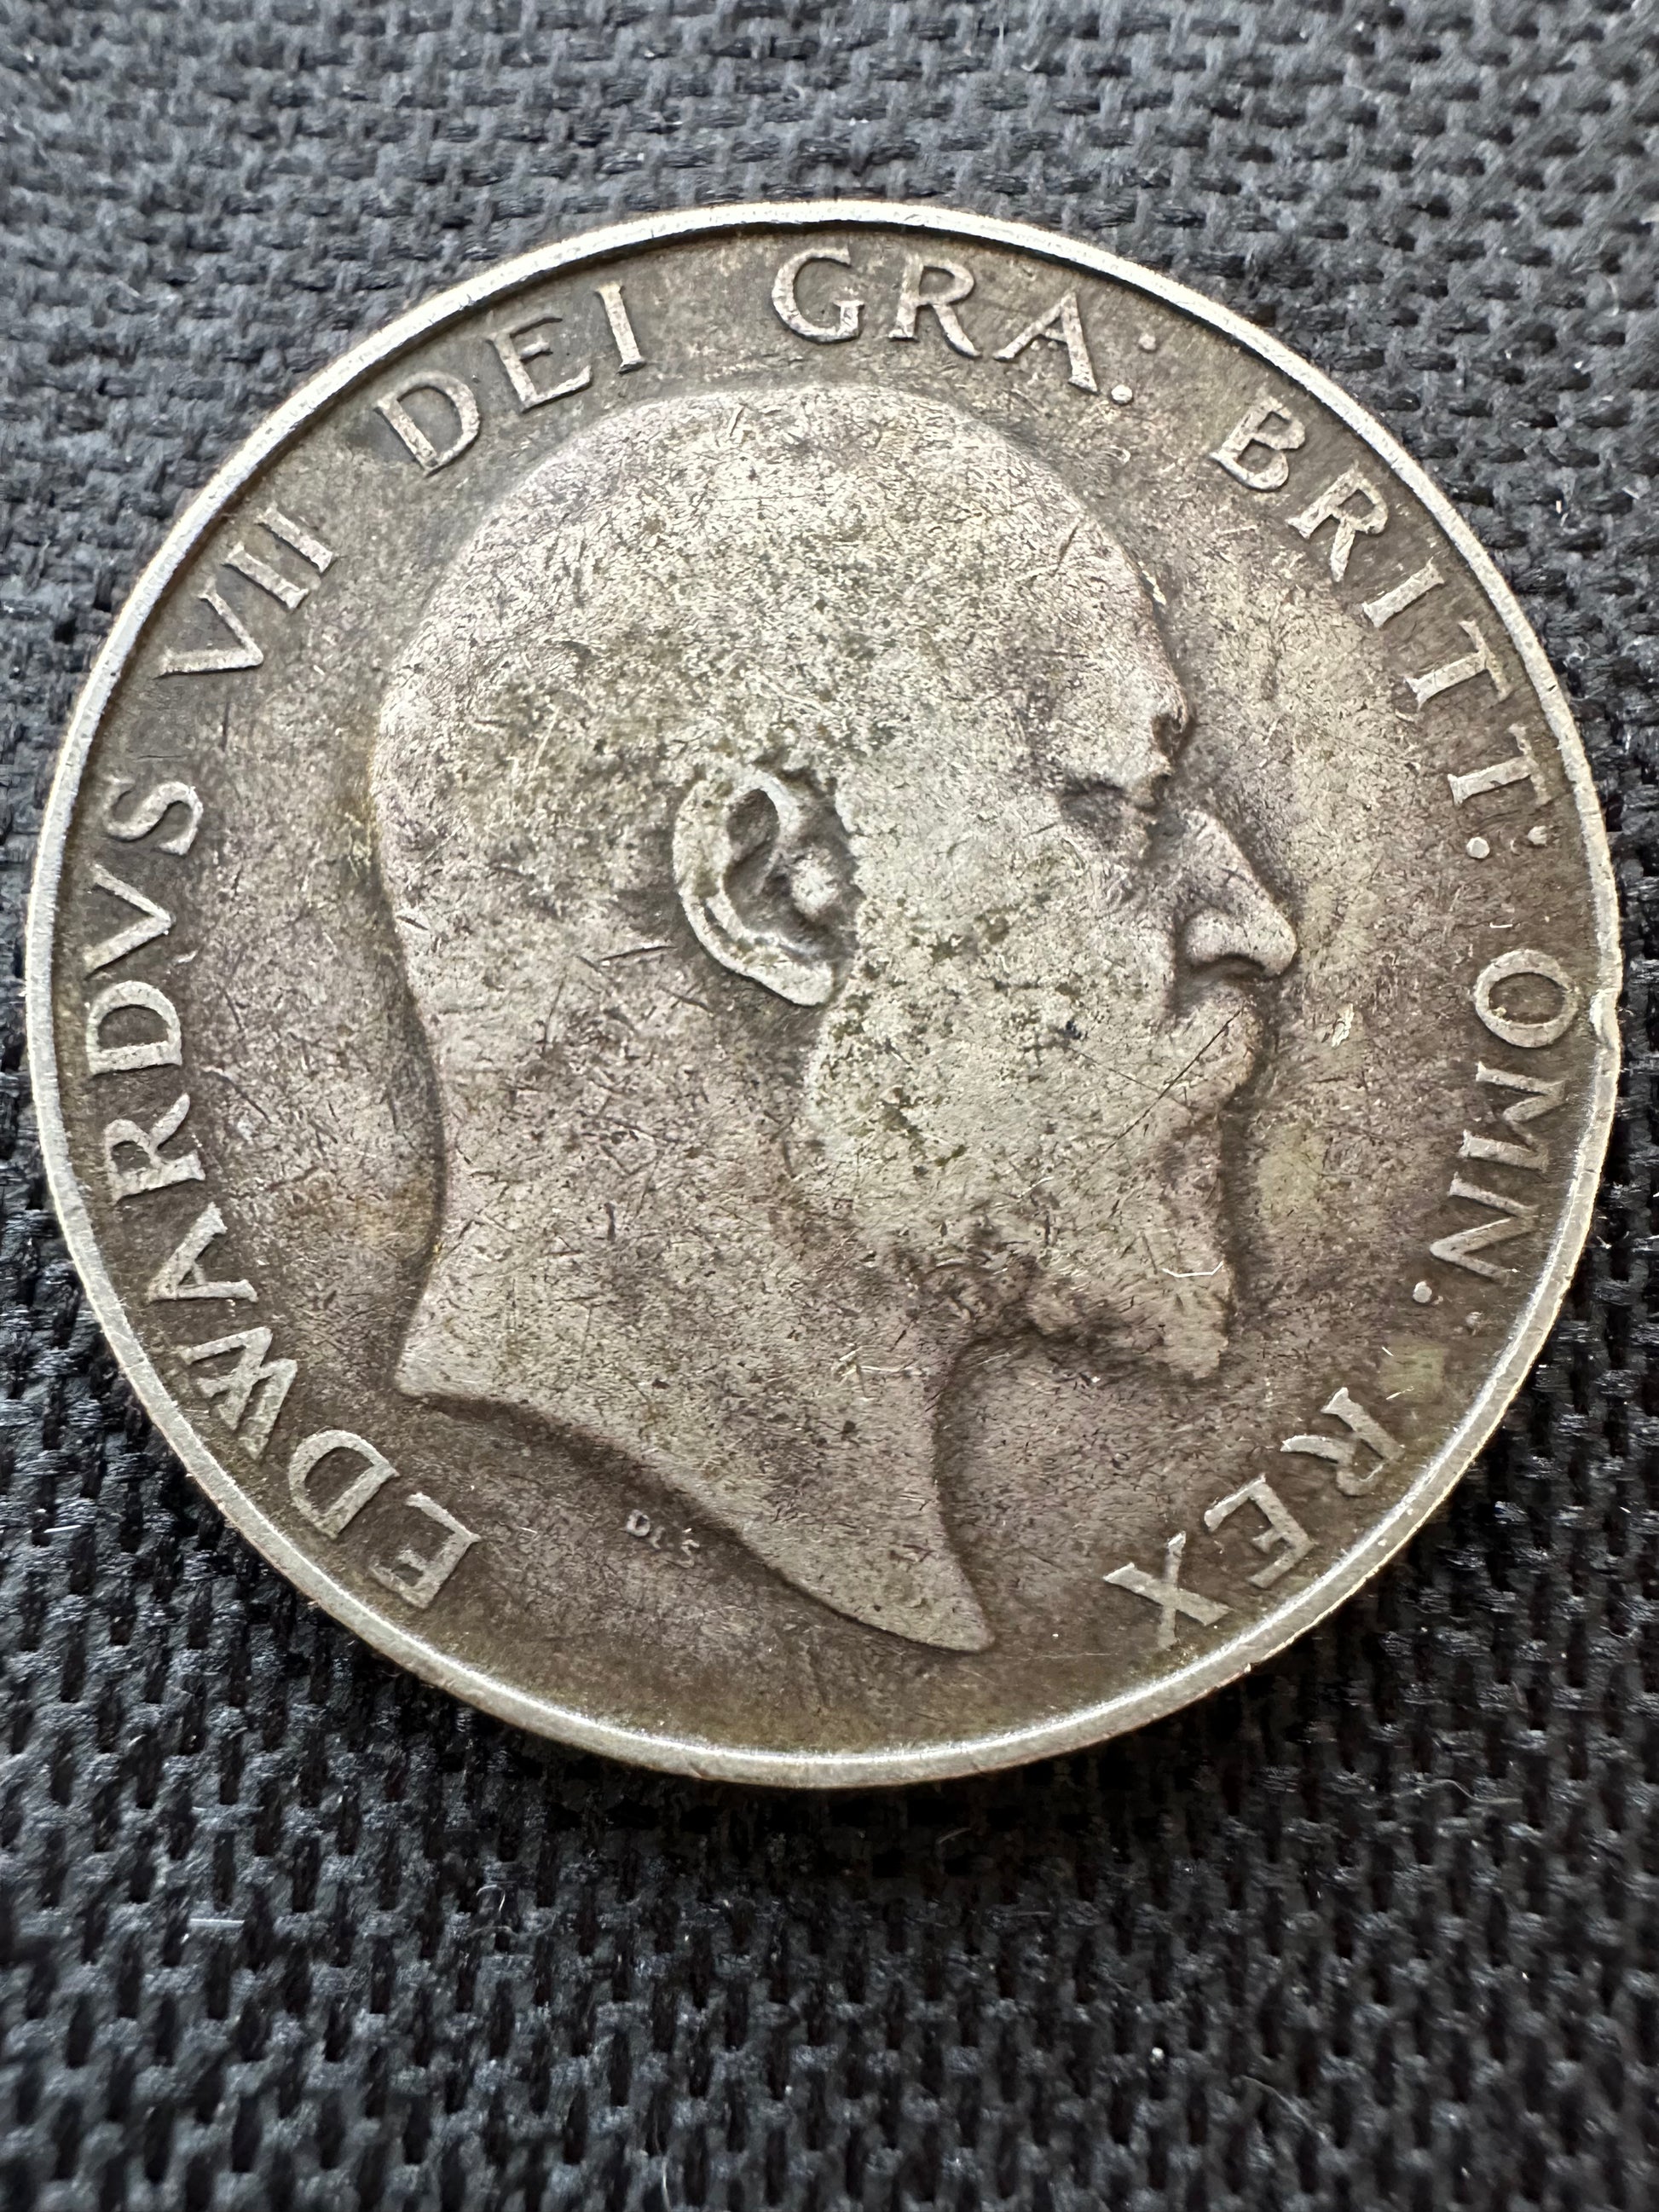 EDWARDVS VII DEI GRA: BRITT: OMN: REX
DES